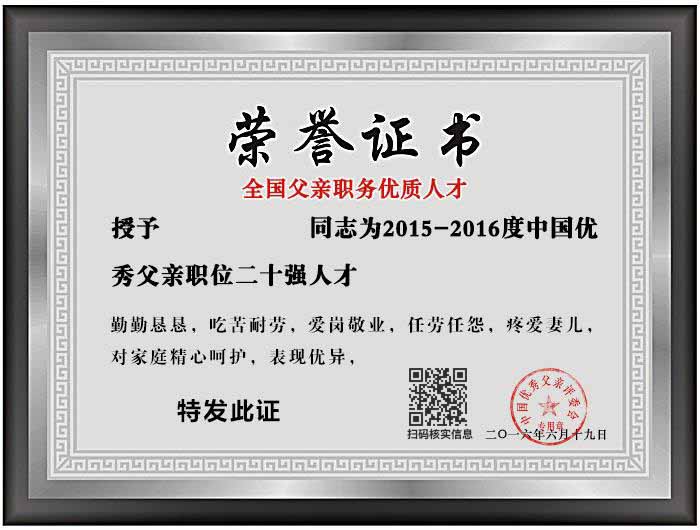 荣誉证书
全国父亲职务优质人才
授予 同志为2015-2016度中国优
秀父亲职位二十强人才
勤勤恳恳，吃苦耐劳，爱岗敬业，任劳任怨，疼爱妻儿，
对家庭精心呵护，表现优异，
特发此证
扫码核实信息
中国优秀父亲评委会
专用章
二〇一六年六月十九日